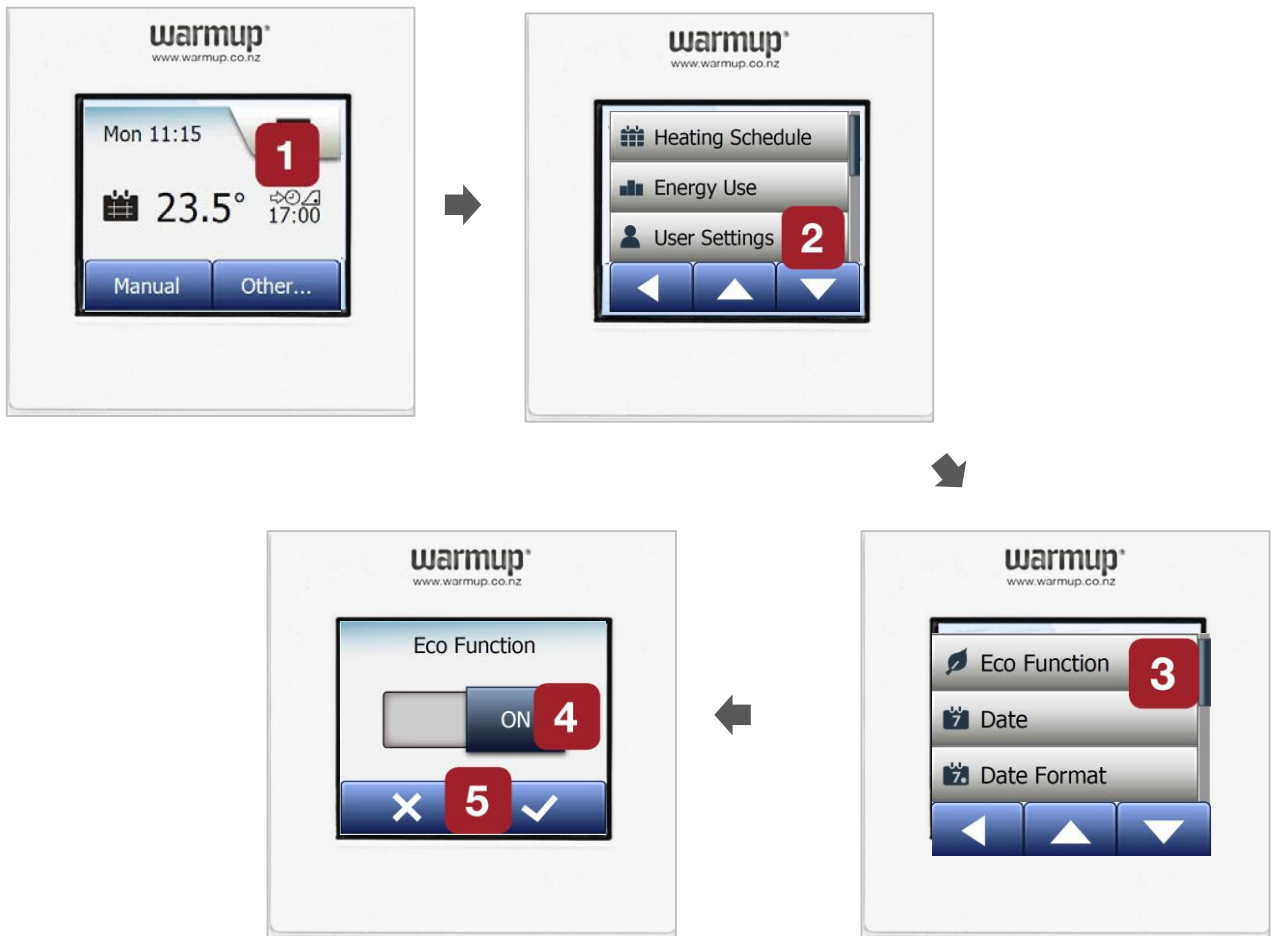 warmup®
www.warmup.co.nz
Mon 11:15
1
23.5°
17:00
Manual
Other...
warmup®
www.warmup.co.nz
Heating Schedule
Energy Use
User Settings
2
warmup®
www.warmup.co.nz
Eco Function
3
7 Date
7. Date Format
warmup®
www.warmup.co.nz
Eco Function
ON
4
5